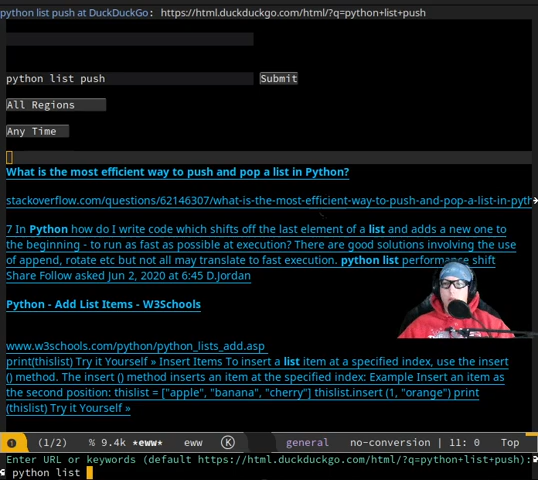 python list push at DuckDuckGo: https://html.duckduckgo.com/html/?q=python+list+push
python list push Submit
All Regions
Any Time
What is the most efficient way to push and pop a list in Python?
stackoverflow.com/questions/62146307/what-is-the-most-efficient-way-to-push-and-pop-a-list-in-pyth
7 In Python how do I write code which shifts off the last element of a list and adds a new one to
the beginning - to run as fast as possible at execution? There are good solutions involving the use
of append, rotate etc but not all may translate to fast execution. python list performance shift
Share Follow asked Jun 2, 2020 at 6:45 D.Jordan
Python - Add List Items - W3Schools
www.w3schools.com/python/python_lists_add.asp
print(thislist) Try it Yourself » Insert Items To insert a list item at a specified index, use the insert
() method. The insert () method inserts an item at the specified index: Example Insert an item as
the second position: thislist = ["apple", "banana", "cherry"] thislist.insert (1, "orange") print
(thislist) Try it Yourself »
1 (1/2) % 9.4k *eww* eww K general no-conversion | 11: 0 Top
Enter URL or keywords (default https://html.duckduckgo.com/html/?q=python+list+push):
python list